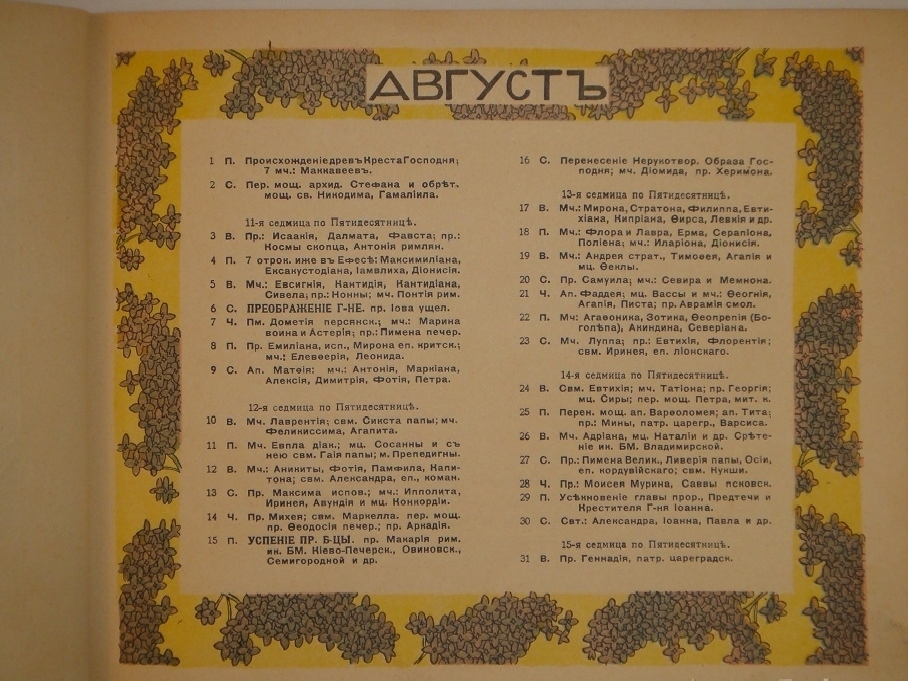 АВГУСТЪ
1 П. Происхожденіе древъ Креста Господня;
7 мч.: Маккавеевъ.
2 С. Пер. мощ. архид. Стефана и обрѣт.
мощ. св. Никодима, Гамаліила.
11-я седмица по Пятидесятницѣ.
3 В. Пр.: Исаакія, Далмата, Фавста; пр.:
Космы скопца, Антонія римлян.
4 П. 7 отрок. иже въ Ефесѣ: Максимиліана,
Ексакустодіана, Іамвлиха, Діонисія.
5 В. Мч.: Евсигнія, Кантидія, Кантидіана,
Сивела; пр.: Нонны; мч. Понтія рим.
6 С. ПРЕОБРАЖЕНІЕ Г-НЕ. пр. Іова ущел.
7 Ч. Пм. Дометія персянск.; мч.: Марина
воина и Астерія; пр.: Пимена печер.
8 П. Пр. Емиліана, исп., Мирона еп. критск.;
мч.: Елевѳерія, Леонида.
9 С. Ап. Матѳія; мч.: Антонія, Маркіана,
Алексія, Димитрія, Фотія, Петра.
12-я седмица по Пятидесятницѣ.
10 В. Мч. Лаврентія; свм. Сикста папы; мч.
Феликиссима, Агапита.
11 П. Мч. Евпла діак.; мц. Сосанны и съ
нею свм. Гаія папы; м. Препедигны.
12 В. Мч.: Аникиты, Фотія, Памфила, Капи-
тона; свм. Александра, еп., коман.
13 С. Пр. Максима испов.; мч.: Ипполита,
Иринея, Авундія и мц. Конкордіи.
14 Ч. Пр. Михея; свм. Маркелла. пер. мощ.
пр. Ѳеодосія печер.; пр. Аркадія.
15 П. УСПЕНІЕ ПР. Б-ЦЫ. пр. Макарія рим.
ик. БМ. Кіево-Печерск., Овиновск.,
Семигородной и др.
16 С. Перенесеніе Нерукотвор. Образа Гос-
подня; мч. Діомида, пр. Херимона.
13-я седмица по Пятидесятницѣ.
17 В. Мч.: Мирона, Стратона, Филиппа, Евти-
хіана, Кипріана, Ѳирса, Левкія и др.
18 П. Мч.: Флора и Лавра, Ерма, Серапіона,
Поліена; мч.: Иларіона, Діонисія.
19 В. Мч.: Андрея страт., Тимоѳея, Агапія и
мц. Ѳеклы.
20 С. Пр. Самуила; мч.: Севира и Мемнона.
21 Ч. Ап. Фаддея; мц. Вассы и мч.: Ѳеогнія,
Агапія, Писта; пр. Аврамія смол.
22 П. Мч: Агаѳоника, Зотика, Ѳеопрепія (Бо-
голѣпа), Акиндина, Северіана.
23 С. Мч. Луппа; пр.: Евтихія, Флорентія;
свм. Иринея, еп. ліонскаго.
14-я седмица по Пятидесятницѣ.
24 В. Свм. Евтихія; мч. Татіона; пр. Георгія;
мц. Сиры; пер. мощ. Петра, мит. к.
25 П. Перен. мощ. ап. Варѳоломея; ап. Тита;
пр.: Мины, патр. царегр., Варсиса.
26 В. Мч. Адріана, мц. Наталіи и др. Срѣте-
ніе ик. БМ. Владимирской.
27 С. Пр.: Пимена Велик., Ливерія папы, Осіи,
еп. кордувійскаго; свм. Нукши.
28 Ч. Пр.: Моисея Мурина, Саввы псковск.
29 П. Усѣкновеніе главы прор., Предтечи и
Крестителя Г-ня Іоанна.
30 С. Свт.: Александра, Іоанна, Павла и др.
15-я седмица по Пятидесятницѣ.
31 В. Пр. Геннадія, патр. цареградск.